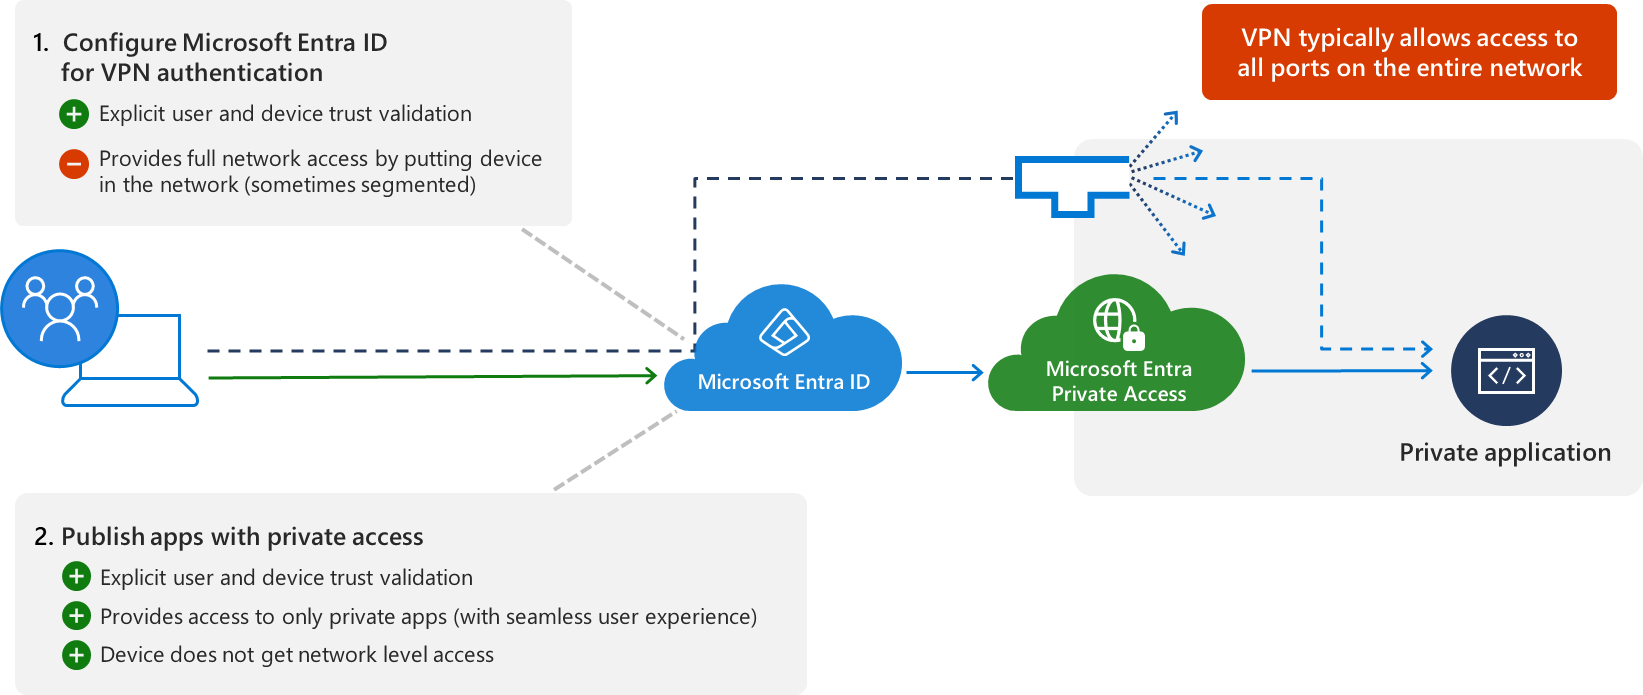 1. Configure Microsoft Entra ID
for VPN authentication
Explicit user and device trust validation
Provides full network access by putting device
in the network (sometimes segmented)
VPN typically allows access to
all ports on the entire network
Microsoft Entra ID
Microsoft Entra
Private Access
</>
Private application
2. Publish apps with private access
Explicit user and device trust validation
Provides access to only private apps (with seamless user experience)
Device does not get network level access